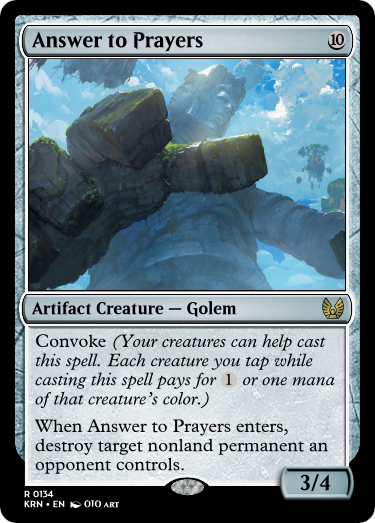 Answer to Prayers 10
Artifact Creature — Golem
Convoke (Your creatures can help cast
this spell. Each creature you tap while
casting this spell pays for 1 or one mana
of that creature's color.)
When Answer to Prayers enters,
destroy target nonland permanent an
opponent controls.
3/4
R 0134
KRN • EN OJO ART